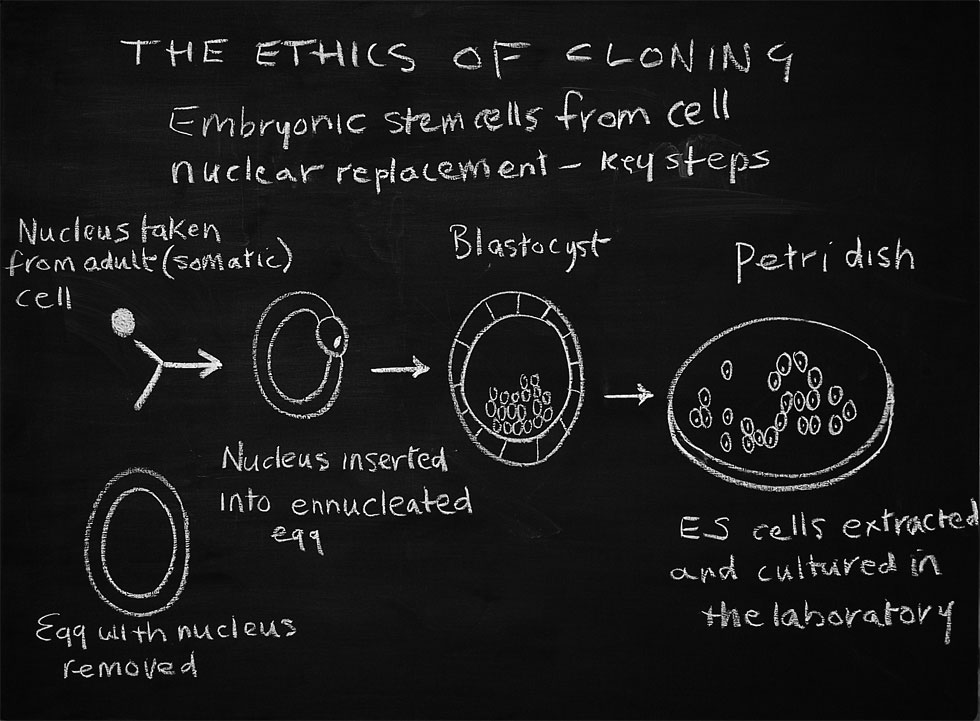 THE ETHICS OF CLONING
Embryonic stem cells from cell
nuclear replacement – key steps
Nucleus taken
from adult (somatic)
cell
Blastocyst
Petri dish
Nucleus inserted
into ennucleated
egg
Egg with nucleus
removed
ES cells extracted
and cultured in
the laboratory